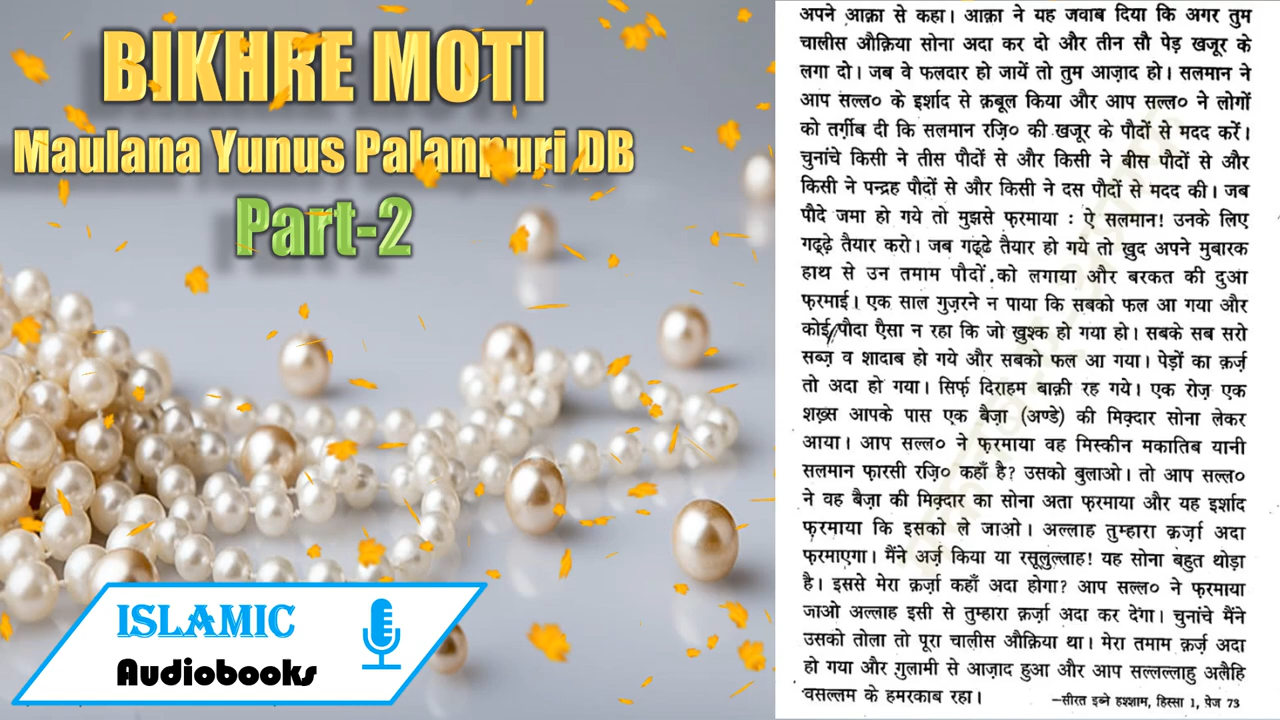 BIKHRE MOTI
Maulana Yunus Palanpuri DB
Part-2
ISLAMIC
Audiobooks
अपने आक़ा से कहा। आक़ा ने यह जवाब दिया कि अगर तुम
चालीस औक़िया सोना अदा कर दो और तीन सौ पेड़ खजूर के
लगा दो। जब वे फलदार हो जायें तो तुम आज़ाद हो। सलमान ने
आप सल्ल० के इर्शाद से क़बूल किया और आप सल्ल० ने लोगों
को तर्ग़ीब दी कि सलमान रज़ि० की खजूर के पौदों से मदद करें।
चुनांचे किसी ने तीस पौदों से और किसी ने बीस पौदों से और
किसी ने पन्द्रह पौदों से और किसी ने दस पौदों से मदद की। जब
पौदे जमा हो गये तो मुझसे फ़रमाया : ऐ सलमान! उनके लिए
गढ्ढ़े तैयार करो। जब गढ्ढे तैयार हो गये तो ख़ुद अपने मुबारक
हाथ से उन तमाम पौदों को लगाया और बरकत की दुआ
फ़रमाई। एक साल गुज़रने न पाया कि सबको फल आ गया और
कोई पौदा ऐसा न रहा कि जो ख़ुश्क हो गया हो। सबके सब सरो
सब्ज़ व शादाब हो गये और सबको फल आ गया। पेड़ों का क़र्ज़
तो अदा हो गया। सिर्फ़ दिराहम बाक़ी रह गये। एक रोज़ एक
शख़्स आपके पास एक बैज़ा (अण्डे) की मिक़्दार सोना लेकर
आया। आप सल्ल० ने फ़रमाया वह मिस्कीन मकातिब यानी
सलमान फ़ारसी रज़ि० कहाँ है? उसको बुलाओ। तो आप सल्ल०
ने वह बैज़ा की मिक़्दार का सोना अता फ़रमाया और यह इर्शाद
फ़रमाया कि इसको ले जाओ। अल्लाह तुम्हारा क़र्ज़ा अदा
फ़रमाएगा। मैंने अर्ज़ किया या रसूलुल्लाह! यह सोना बहुत थोड़ा
है। इससे मेरा क़र्ज़ा कहाँ अदा होगा? आप सल्ल० ने फ़रमाया
जाओ अल्लाह इसी से तुम्हारा क़र्ज़ा अदा कर देंगा। चुनांचे मैंने
उसको तोला तो पूरा चालीस औक़िया था। मेरा तमाम क़र्ज़ अदा
हो गया और ग़ुलामी से आज़ाद हुआ और आप सल्लल्लाहु अलैहि
वसल्लम के हमरकाब रहा।
—सीरत इब्ने हश्शाम, हिस्सा 1, पेज 73